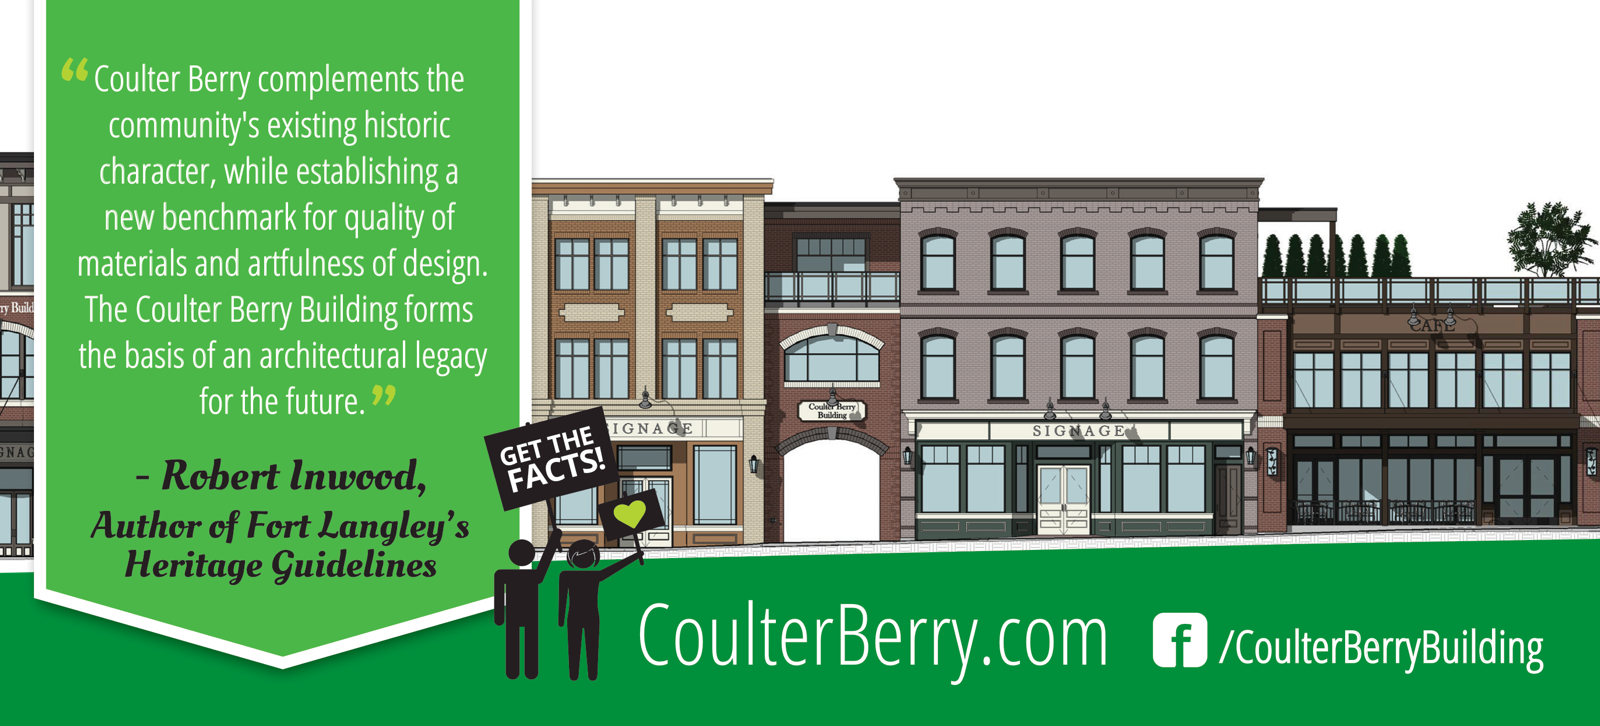 “Coulter Berry complements the
community's existing historic
character, while establishing a
new benchmark for quality of
materials and artfulness of design.
The Coulter Berry Building forms
the basis of an architectural legacy
for the future.”
- Robert Inwood,
Author of Fort Langley’s
Heritage Guidelines
GET THE
FACTS!
SIGNAGE
Coulter Berry
Building
SIGNAGE
CAFE
CoulterBerry.com
f /CoulterBerryBuilding